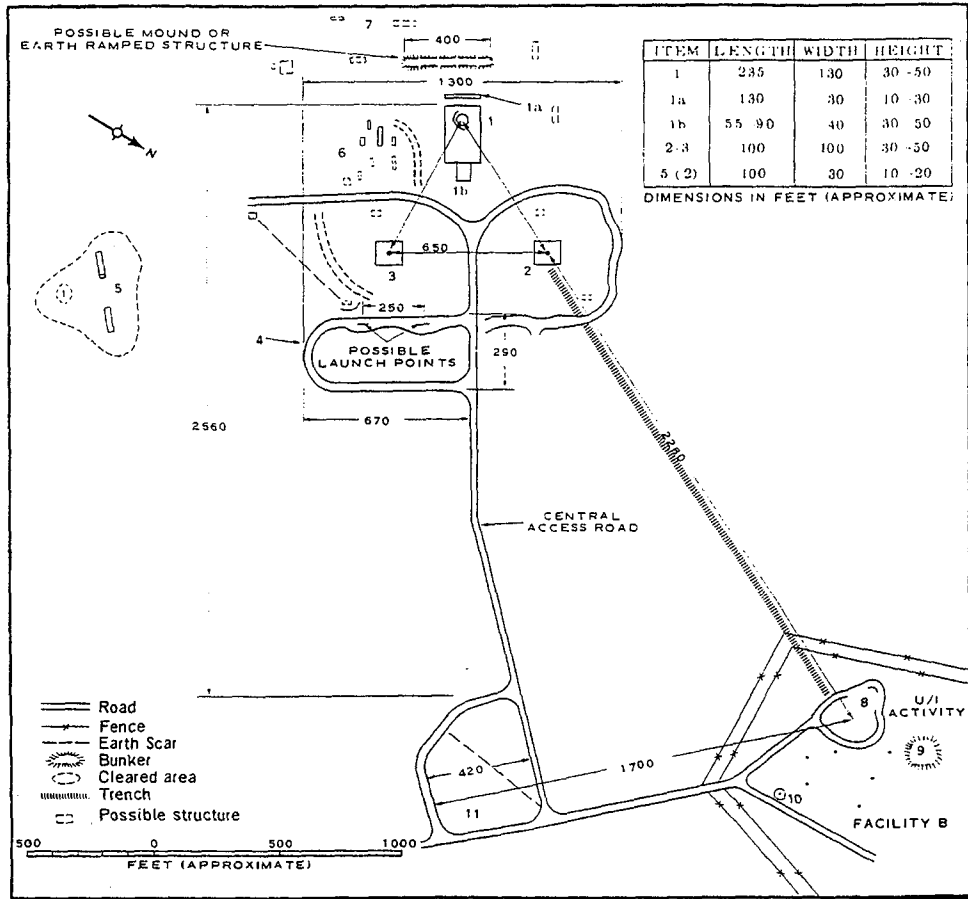 7
POSSIBLE MOUND OR
EARTH RAMPED STRUCTURE
400
1300
ITEM LENGTH WIDTH HEIGHT
1 235 130 30 -50
1a 130 30 10 -30
1b 55 -90 40 30 -50
2-3 100 100 30 -50
5 (2) 100 30 10 -20
DIMENSIONS IN FEET (APPROXIMATE)
1a
1
N
6
1b
650
3
2
5
250
4
POSSIBLE
LAUNCH POINTS
290
670
2560
2280
CENTRAL
ACCESS ROAD
8
U/I
ACTIVITY
9
1700
420
10
11
FACILITY B
Road
Fence
Earth Scar
Bunker
Cleared area
Trench
Possible structure
500 0 500 1000
FEET (APPROXIMATE)